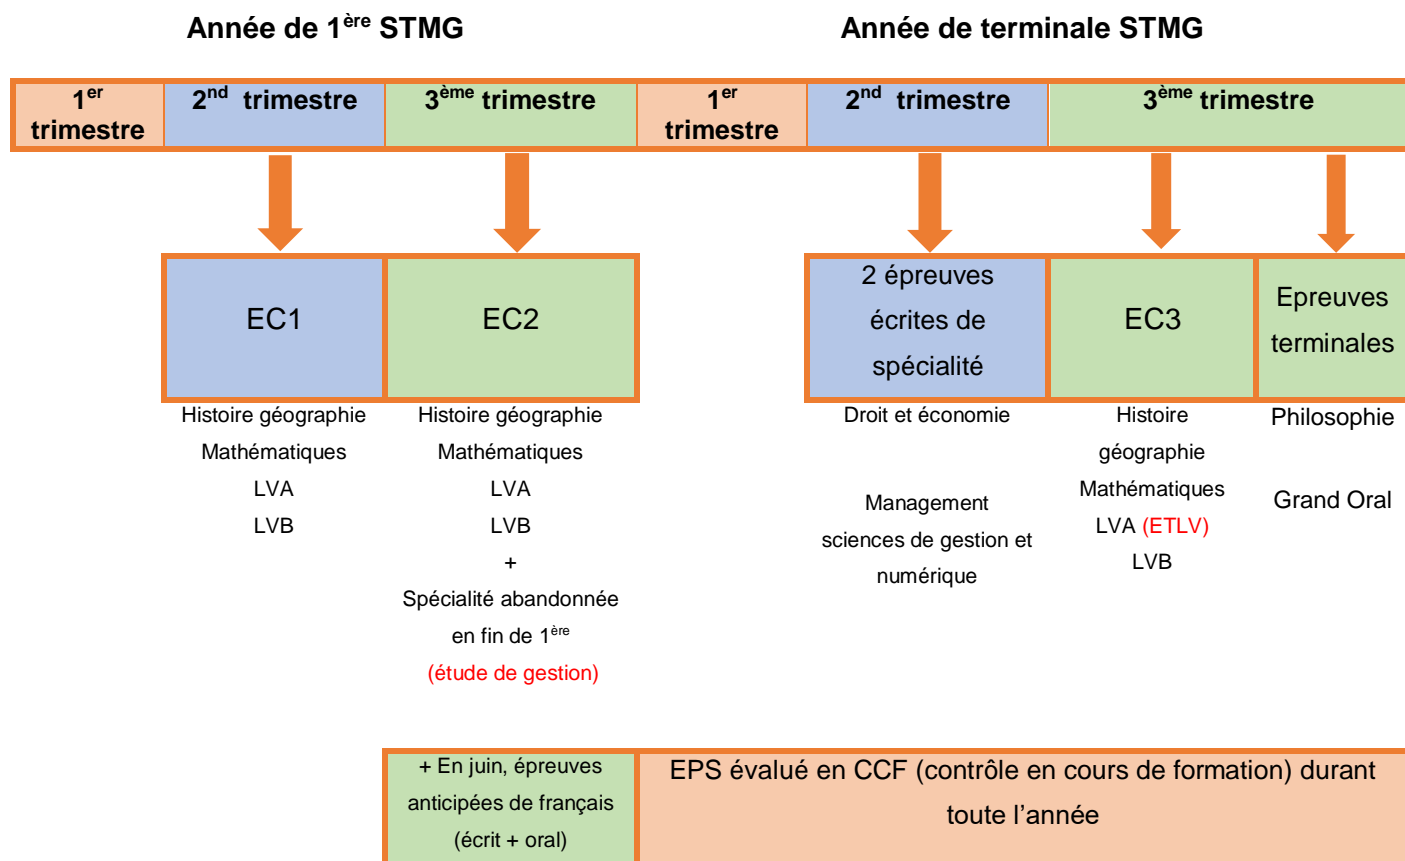 Année de 1ère STMG
Année de terminale STMG
1er
trimestre
2nd trimestre
3ème trimestre
1er
trimestre
2nd trimestre
3ème trimestre
EC1
EC2
2 épreuves
écrites de
spécialité
EC3
Epreuves
terminales
Histoire géographie
Mathématiques
LVA
LVB
Histoire géographie
Mathématiques
LVA
LVB
+
Spécialité abandonnée
en fin de 1ère
(étude de gestion)
Droit et économie
Management
sciences de gestion et
numérique
Histoire
géographie
Mathématiques
LVA (ETLV)
LVB
Philosophie
Grand Oral
+ En juin, épreuves
anticipées de français
(écrit + oral)
EPS évalué en CCF (contrôle en cours de formation) durant
toute l'année